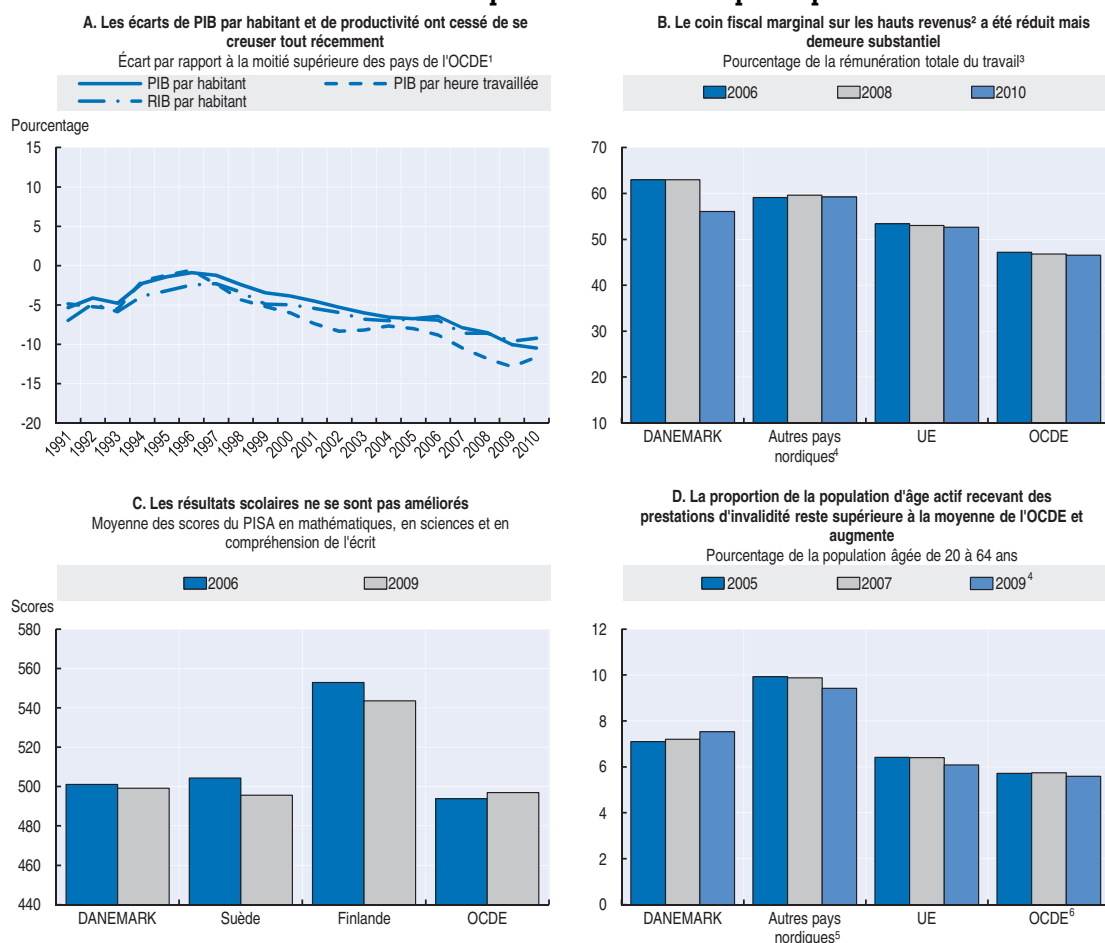 A. Les écarts de PIB par habitant et de productivité ont cessé de se
creuser tout récemment
Écart par rapport à la moitié supérieure des pays de l'OCDE¹
PIB par habitant
PIB par heure travaillée
RIB par habitant
Pourcentage
15
10
5
0
-5
-10
-15
-20
1991 1992 1993 1994 1995 1996 1997 1998 1999 2000 2001 2002 2003 2004 2005 2006 2007 2008 2009 2010
B. Le coin fiscal marginal sur les hauts revenus² a été réduit mais
demeure substantiel
Pourcentage de la rémunération totale du travail³
2006 2008 2010
70
60
50
40
30
20
10
DANEMARK Autres pays UE OCDE
nordiques⁴
C. Les résultats scolaires ne se sont pas améliorés
Moyenne des scores du PISA en mathématiques, en sciences et en
compréhension de l'écrit
2006 2009
Scores
580
560
540
520
500
480
460
440
DANEMARK Suède Finlande OCDE
D. La proportion de la population d'âge actif recevant des
prestations d'invalidité reste supérieure à la moyenne de l'OCDE et
augmente
Pourcentage de la population âgée de 20 à 64 ans
2005 2007 2009⁴
12
10
8
6
4
2
0
DANEMARK Autres pays UE OCDE⁶
nordiques⁵